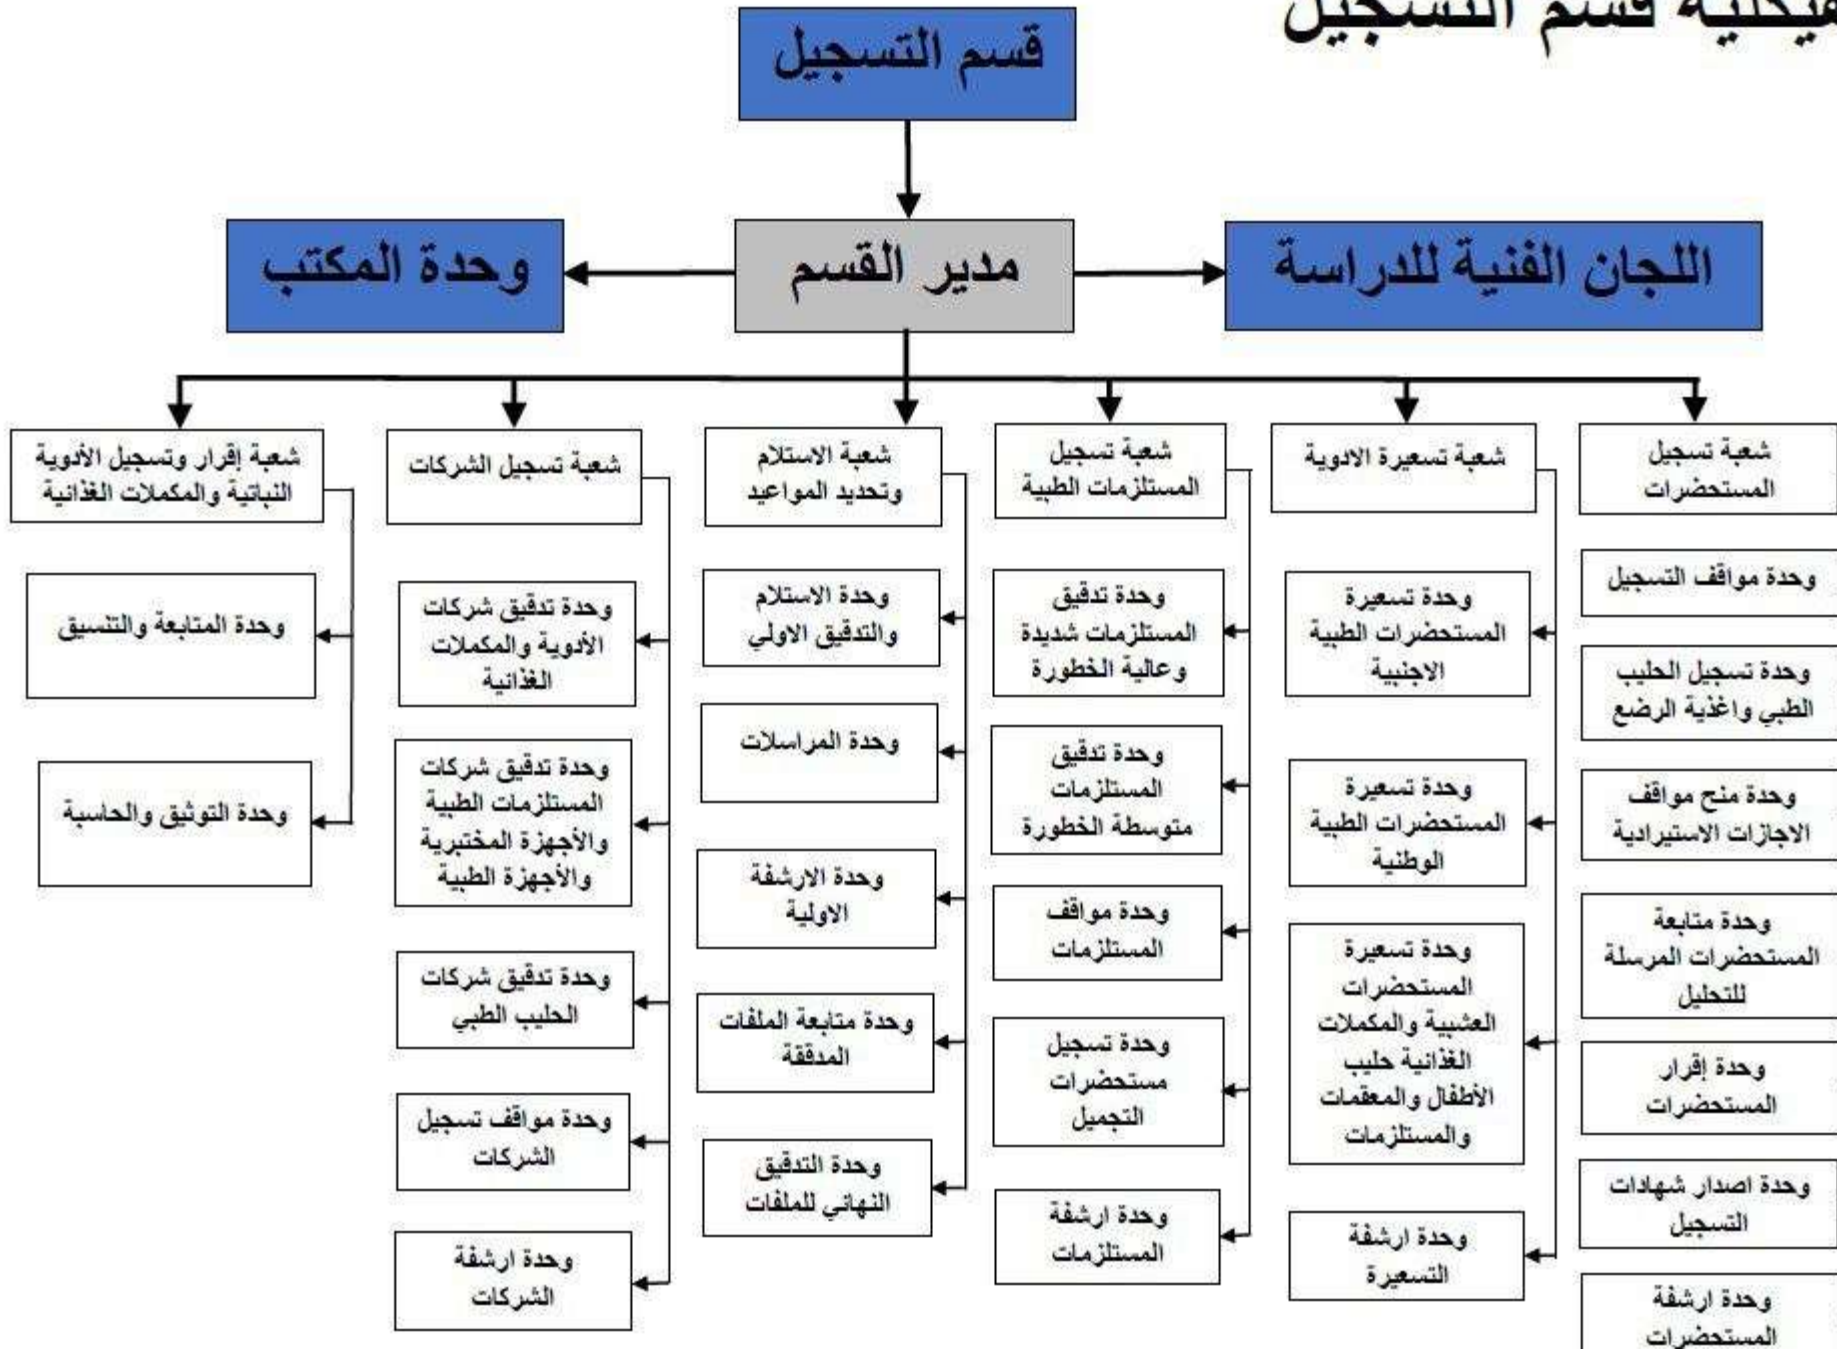 هيكلية قسم التسجيل
قسم التسجيل
اللجان الفنية للدراسة
مدير القسم
وحدة المكتب
شعبة تسجيل
المستحضرات
وحدة مواقف التسجيل
وحدة تسجيل الحليب
الطبي واغذية الرضع
وحدة منح مواقف
الاجازات الاستيرادية
وحدة متابعة
المستحضرات المرسلة
للتحليل
وحدة إقرار
المستحضرات
وحدة اصدار شهادات
التسجيل
وحدة ارشفة
المستحضرات
شعبة تسعيرة الادوية
وحدة تسعيرة
المستحضرات الطبية
الاجنبية
وحدة تسعيرة
المستحضرات الطبية
الوطنية
وحدة تسعيرة
المستحضرات
العشبية والمكملات
الغذائية حليب
الأطفال والمعقمات
والمستلزمات
وحدة ارشفة
التسعيرة
شعبة تسجيل
المستلزمات الطبية
وحدة تدقيق
المستلزمات شديدة
وعالية الخطورة
وحدة تدقيق
المستلزمات
متوسطة الخطورة
وحدة مواقف
المستلزمات
وحدة تسجيل
مستحضرات
التجميل
وحدة ارشفة
المستلزمات
شعبة الاستلام
وتحديد المواعيد
وحدة الاستلام
والتدقيق الاولي
وحدة المراسلات
وحدة الارشفة
الاولية
وحدة متابعة الملفات
المدققة
وحدة التدقيق
النهائي للملفات
شعبة تسجيل الشركات
وحدة تدقيق شركات
الأدوية والمكملات
الغذائية
وحدة تدقيق شركات
المستلزمات الطبية
والأجهزة المختبرية
والأجهزة الطبية
وحدة تدقيق شركات
الحليب الطبي
وحدة مواقف تسجيل
الشركات
وحدة ارشفة
الشركات
شعبة إقرار وتسجيل الأدوية
النباتية والمكملات الغذائية
وحدة المتابعة والتنسيق
وحدة التوثيق والحاسبة